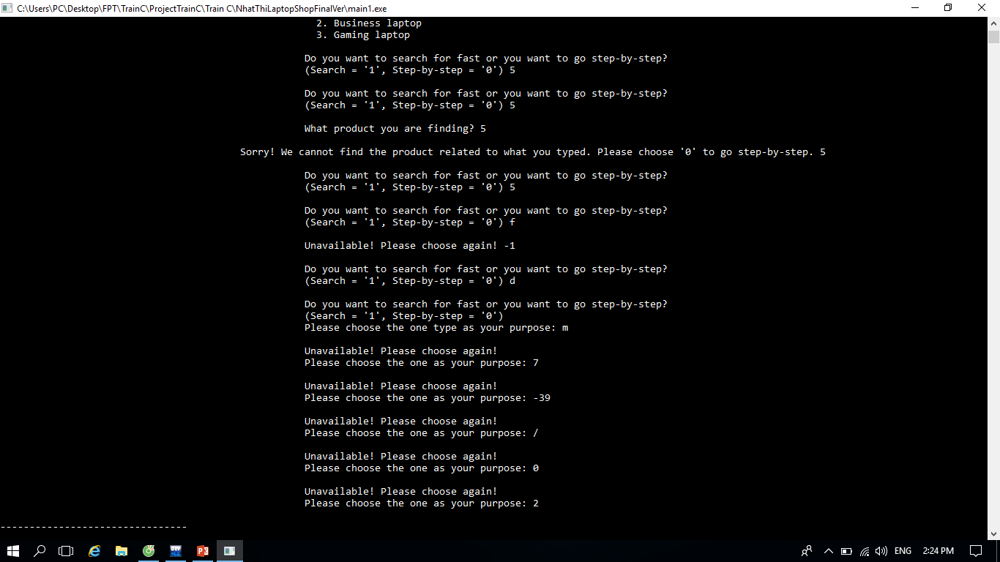 C:\Users\PC\Desktop\FPT\TrainC\ProjectTrainC\Train C\NhatThiLaptopShopFinalVer\main1.exe
2. Business laptop
3. Gaming laptop
Do you want to search for fast or you want to go step-by-step?
(Search = '1', Step-by-step = '0') 5
Do you want to search for fast or you want to go step-by-step?
(Search = '1', Step-by-step = '0') 5
What product you are finding? 5
Sorry! We cannot find the product related to what you typed. Please choose '0' to go step-by-step. 5
Do you want to search for fast or you want to go step-by-step?
(Search = '1', Step-by-step = '0') 5
Do you want to search for fast or you want to go step-by-step?
(Search = '1', Step-by-step = '0') f
Unavailable! Please choose again! -1
Do you want to search for fast or you want to go step-by-step?
(Search = '1', Step-by-step = '0') d
Do you want to search for fast or you want to go step-by-step?
(Search = '1', Step-by-step = '0')
Please choose the one type as your purpose: m
Unavailable! Please choose again!
Please choose the one as your purpose: 7
Unavailable! Please choose again!
Please choose the one as your purpose: -39
Unavailable! Please choose again!
Please choose the one as your purpose: /
Unavailable! Please choose again!
Please choose the one as your purpose: 0
Unavailable! Please choose again!
Please choose the one as your purpose: 2
--------------------------------
DEV
ENG 2:24 PM